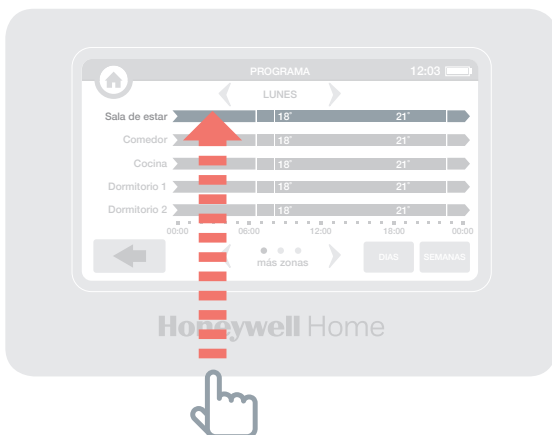 PROGRAMA 12:03
LUNES
Sala de estar 18° 21°
Comedor 18° 21°
Cocina 18° 21°
Dormitorio 1 18° 21°
Dormitorio 2 18° 21°
00:00 06:00 12:00 18:00 00:00
más zonas DIAS SEMANAS
Honeywell Home